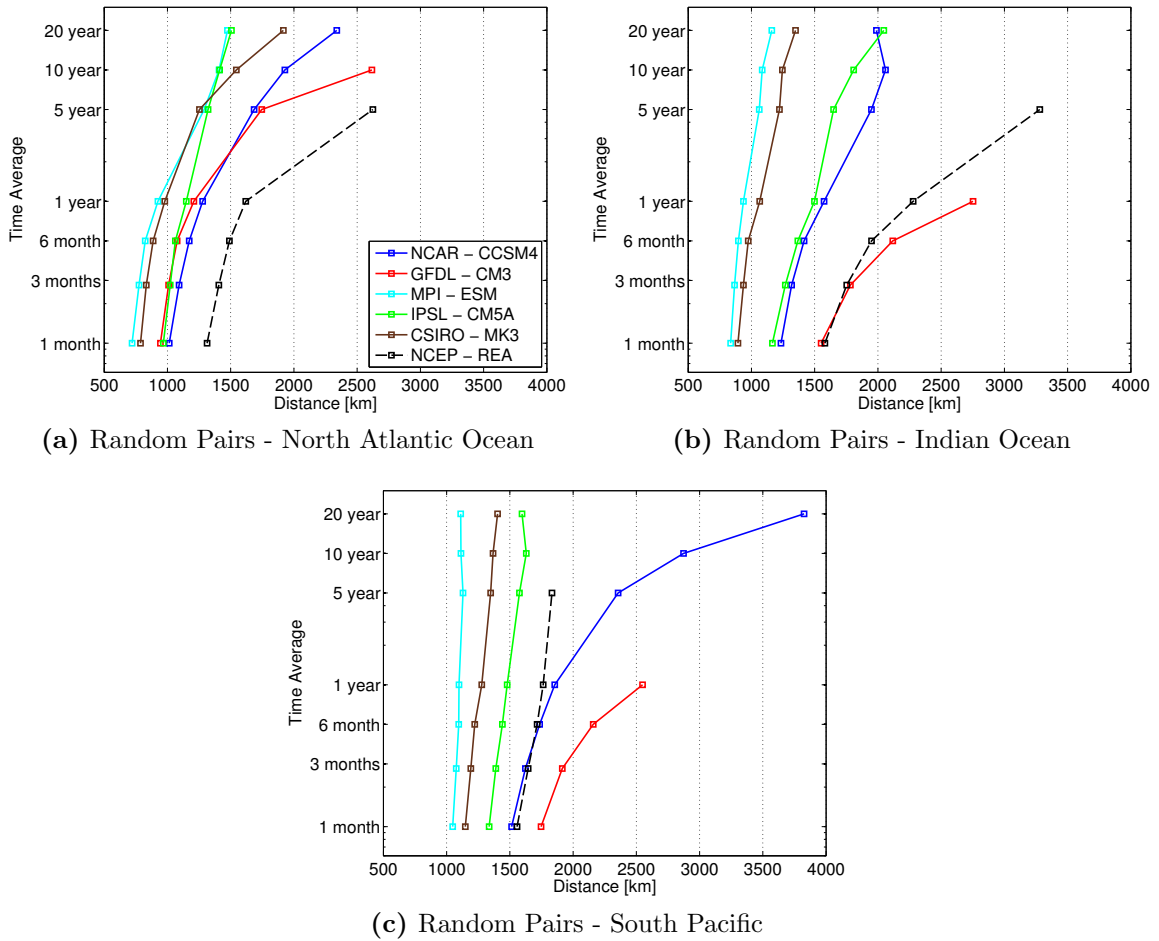 20 year
10 year
5 year
1 year
6 month
3 months
1 month
Time Average
500 1000 1500 2000 2500 3000 3500 4000
Distance [km]
NCAR – CCSM4
GFDL – CM3
MPI – ESM
IPSL – CM5A
CSIRO – MK3
NCEP – REA
(a) Random Pairs - North Atlantic Ocean
20 year
10 year
5 year
1 year
6 month
3 months
1 month
Time Average
500 1000 1500 2000 2500 3000 3500 4000
Distance [km]
(b) Random Pairs - Indian Ocean
20 year
10 year
5 year
1 year
6 month
3 months
1 month
Time Average
500 1000 1500 2000 2500 3000 3500 4000
Distance [km]
(c) Random Pairs - South Pacific